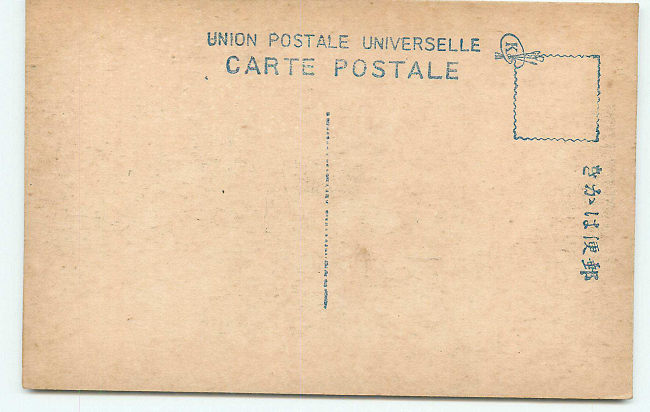 UNION POSTALE UNIVERSELLE
CARTE POSTALE
K
郵便はかき